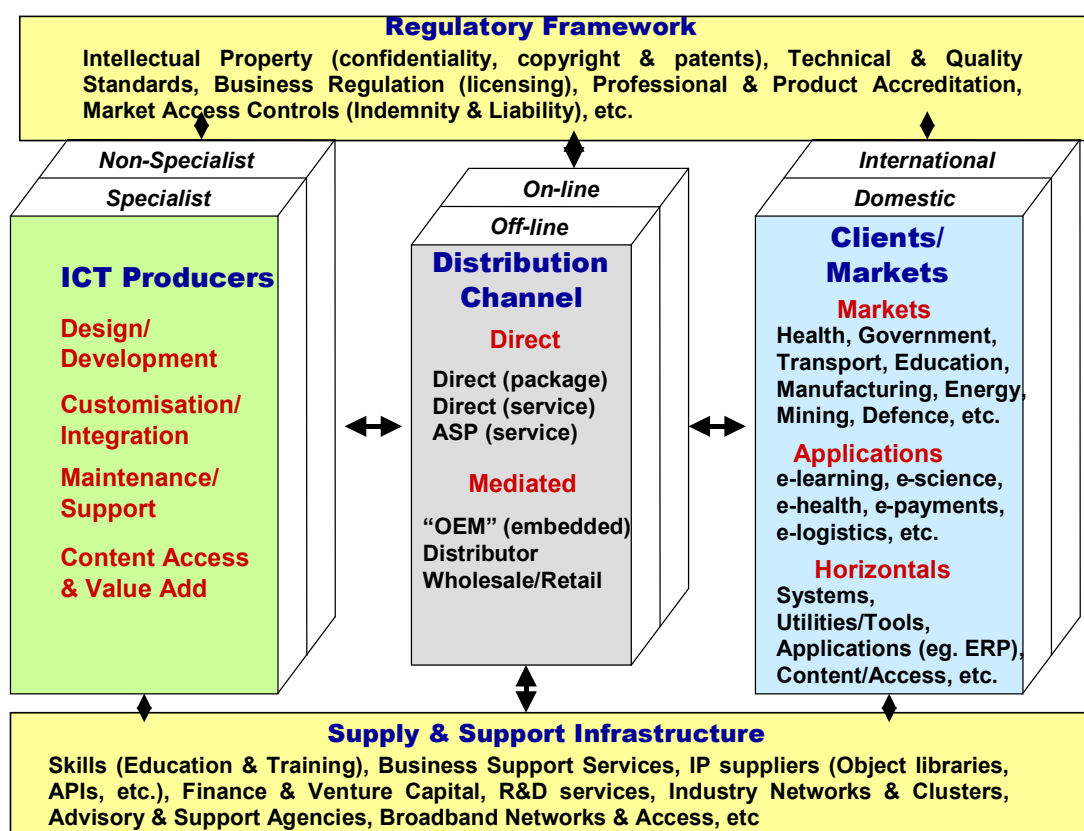 Regulatory Framework
Intellectual Property (confidentiality, copyright & patents), Technical & Quality
Standards, Business Regulation (licensing), Professional & Product Accreditation,
Market Access Controls (Indemnity & Liability), etc.
Non-Specialist
Specialist
ICT Producers
Design/
Development
Customisation/
Integration
Maintenance/
Support
Content Access
& Value Add
On-line
Off-line
Distribution
Channel
Direct
Direct (package)
Direct (service)
ASP (service)
Mediated
“OEM” (embedded)
Distributor
Wholesale/Retail
International
Domestic
Clients/
Markets
Markets
Health, Government,
Transport, Education,
Manufacturing, Energy,
Mining, Defence, etc.
Applications
e-learning, e-science,
e-health, e-payments,
e-logistics, etc.
Horizontals
Systems,
Utilities/Tools,
Applications (eg. ERP),
Content/Access, etc.
Supply & Support Infrastructure
Skills (Education & Training), Business Support Services, IP suppliers (Object libraries,
APIs, etc.), Finance & Venture Capital, R&D services, Industry Networks & Clusters,
Advisory & Support Agencies, Broadband Networks & Access, etc